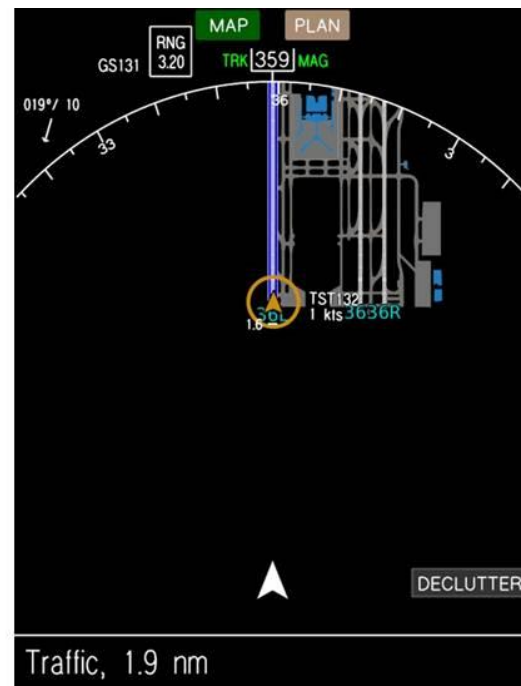 MAP PLAN
RNG
3.20
GS131
TRK 359 MAG
019°/ 10
33
36
3
TST132
1 kts
36L
3636R
1.6
DECLUTTER
Traffic, 1.9 nm